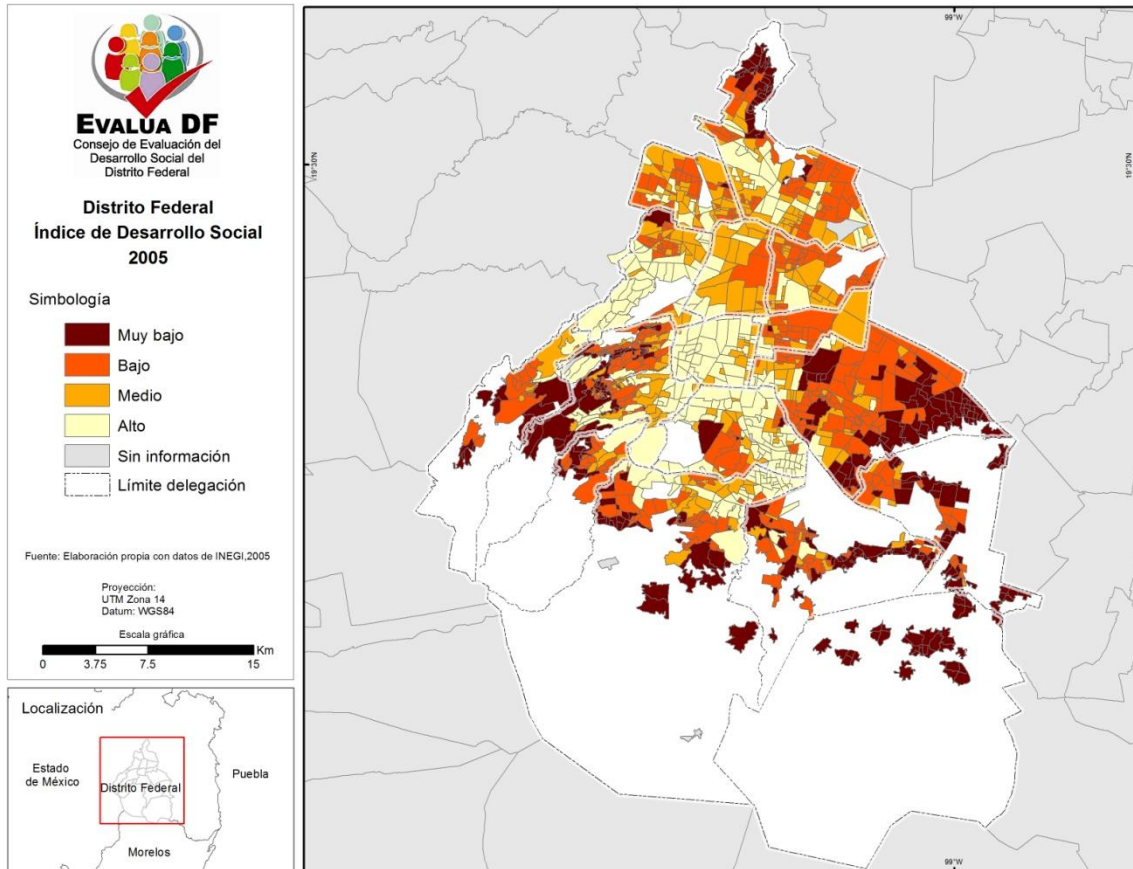 EVALUA DF
Consejo de Evaluación del
Desarrollo Social del
Distrito Federal
Distrito Federal
Índice de Desarrollo Social
2005
Simbología
Muy bajo
Bajo
Medio
Alto
Sin información
Límite delegación
Fuente: Elaboración propia con datos de INEGI,2005
Proyección:
UTM Zona 14
Datum: WGS84
Escala gráfica
Km
0 3.75 7.5 15
Localización
Estado
de México
Distrito Federal
Puebla
Morelos
99°W
19°30'N
19°30'N
99°W